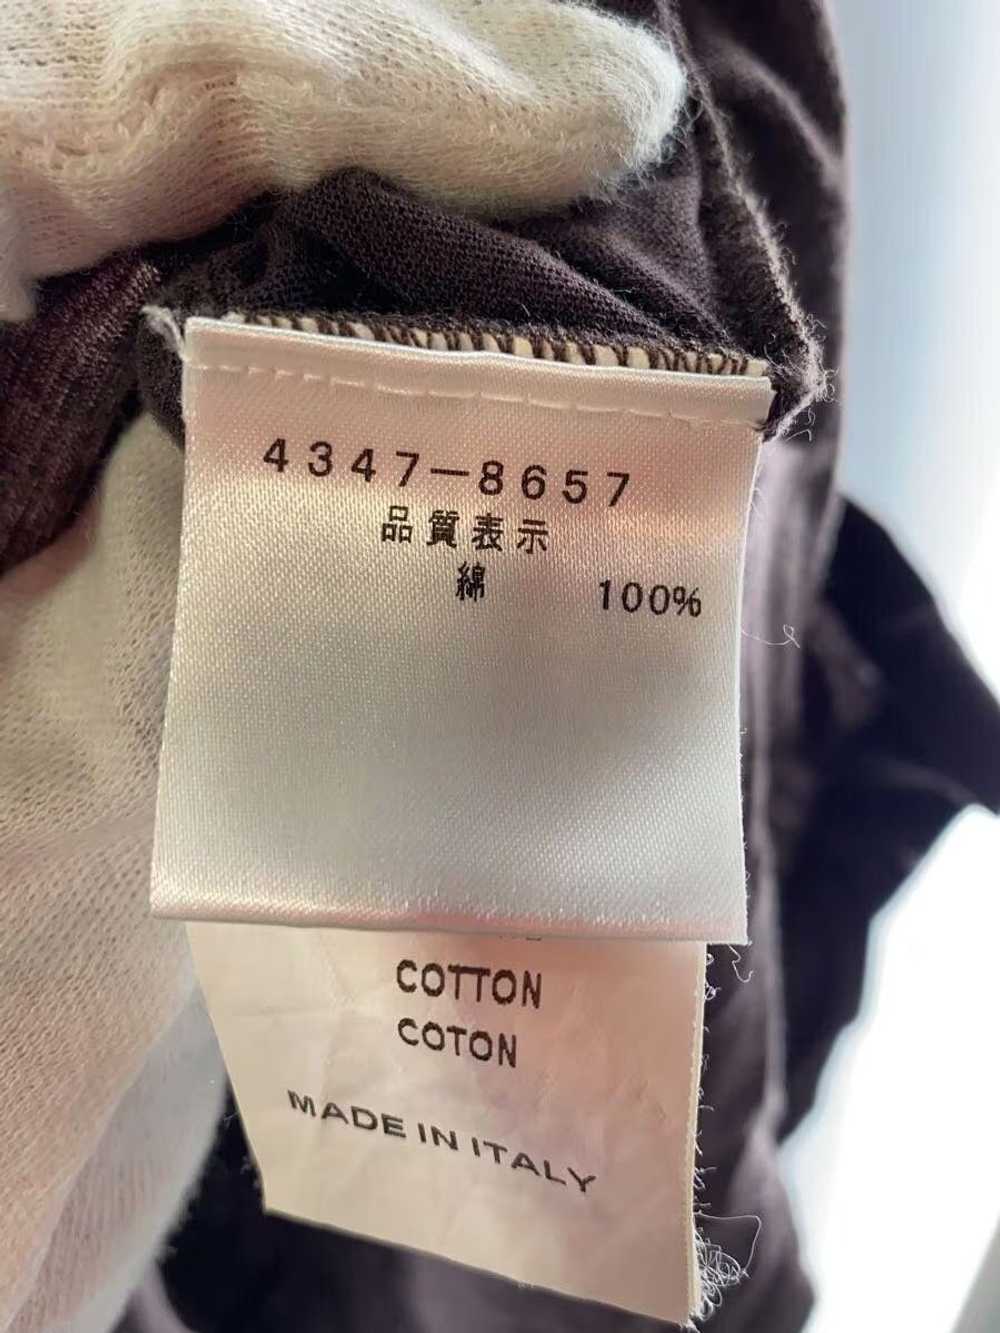 4347-8657
品質表示
綿 100%
COTTON
COTON
MADE IN ITALY